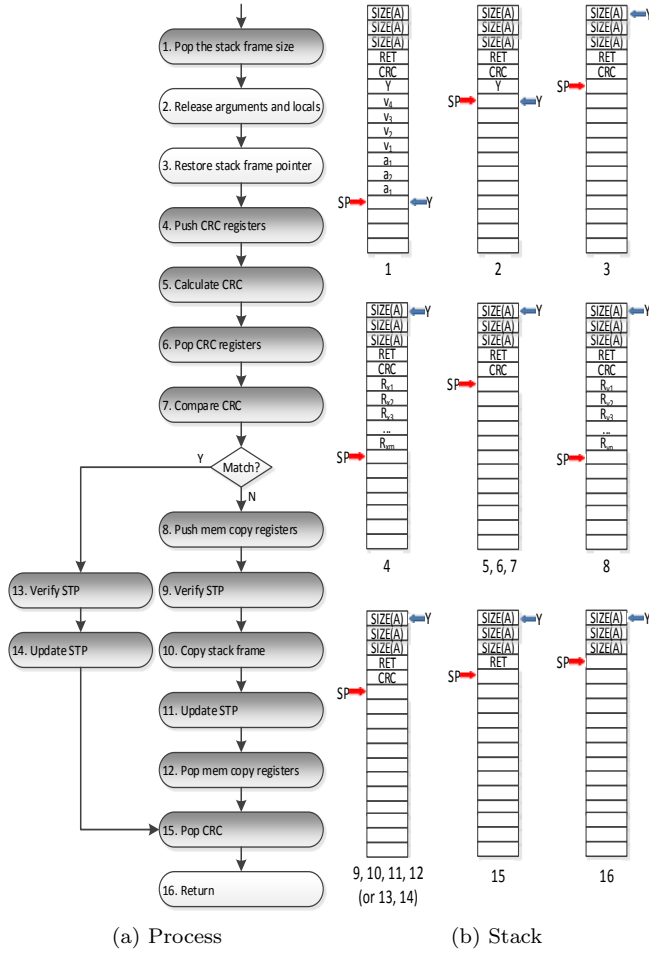 1. Pop the stack frame size
2. Release arguments and locals
3. Restore stack frame pointer
4. Push CRC registers
5. Calculate CRC
6. Pop CRC registers
7. Compare CRC
Match?
Y
N
8. Push mem copy registers
13. Verify STP
9. Verify STP
14. Update STP
10. Copy stack frame
11. Update STP
12. Pop mem copy registers
15. Pop CRC
16. Return
(a) Process
SIZE(A)
SIZE(A)
SIZE(A)
RET
CRC
Y
v4
v3
v2
v1
a1
a2
a1
SP
Y
1
SIZE(A)
SIZE(A)
SIZE(A)
RET
CRC
Y
SP
Y
2
SIZE(A)
Y
SIZE(A)
SIZE(A)
RET
CRC
SP
3
SIZE(A)
Y
SIZE(A)
SIZE(A)
RET
CRC
Rx1
Rx2
Rx3
...
Rxm
SP
4
SIZE(A)
Y
SIZE(A)
SIZE(A)
RET
CRC
SP
5, 6, 7
SIZE(A)
Y
SIZE(A)
SIZE(A)
RET
CRC
Ry1
Ry2
Ry3
...
Ryn
SP
8
SIZE(A)
Y
SIZE(A)
SIZE(A)
RET
CRC
SP
9, 10, 11, 12
(or 13, 14)
SIZE(A)
Y
SIZE(A)
SIZE(A)
RET
SP
15
SIZE(A)
Y
SIZE(A)
SIZE(A)
SP
16
(b) Stack